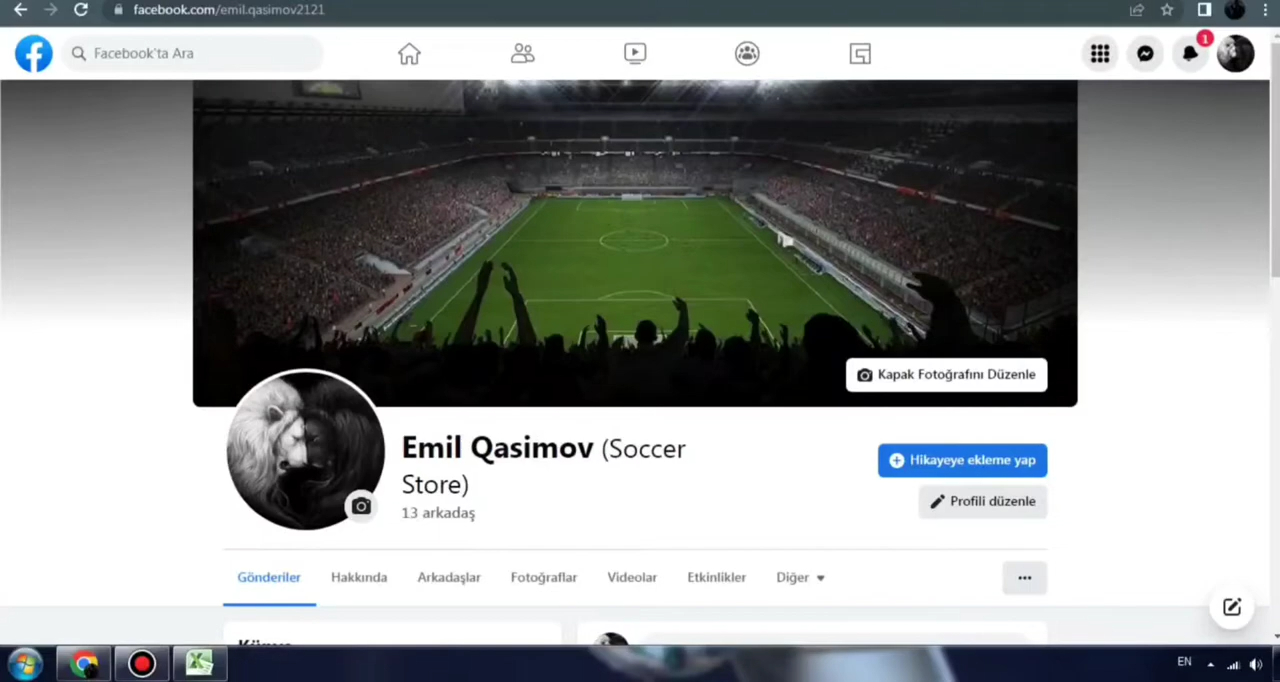 facebook.com/emil.qasimov2121
Facebook'ta Ara
1
Kapak Fotoğrafını Düzenle
Emil Qasimov (Soccer
Store)
13 arkadaş
Hikayeye ekleme yap
Profili düzenle
Gönderiler Hakkında Arkadaşlar Fotoğraflar Videolar Etkinlikler Diğer
EN